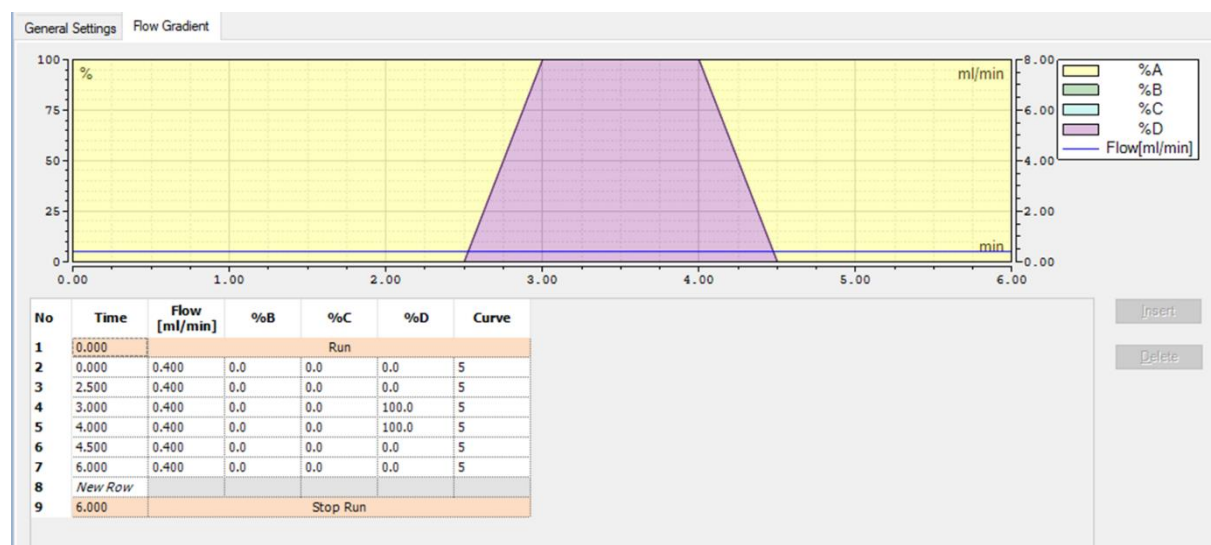 General Settings Flow Gradient
100 % ml/min 8.00
%A
%B
75 6.00
%C
%D
Flow[ml/min]
50 4.00
25 2.00
min
0 0.00
0.00 1.00 2.00 3.00 4.00 5.00 6.00
No Time Flow [ml/min] %B %C %D Curve
Insert
1 0.000 Run
Delete
2 0.000 0.400 0.0 0.0 0.0 5
3 2.500 0.400 0.0 0.0 0.0 5
4 3.000 0.400 0.0 0.0 100.0 5
5 4.000 0.400 0.0 0.0 100.0 5
6 4.500 0.400 0.0 0.0 0.0 5
7 6.000 0.400 0.0 0.0 0.0 5
8 New Row
9 6.000 Stop Run